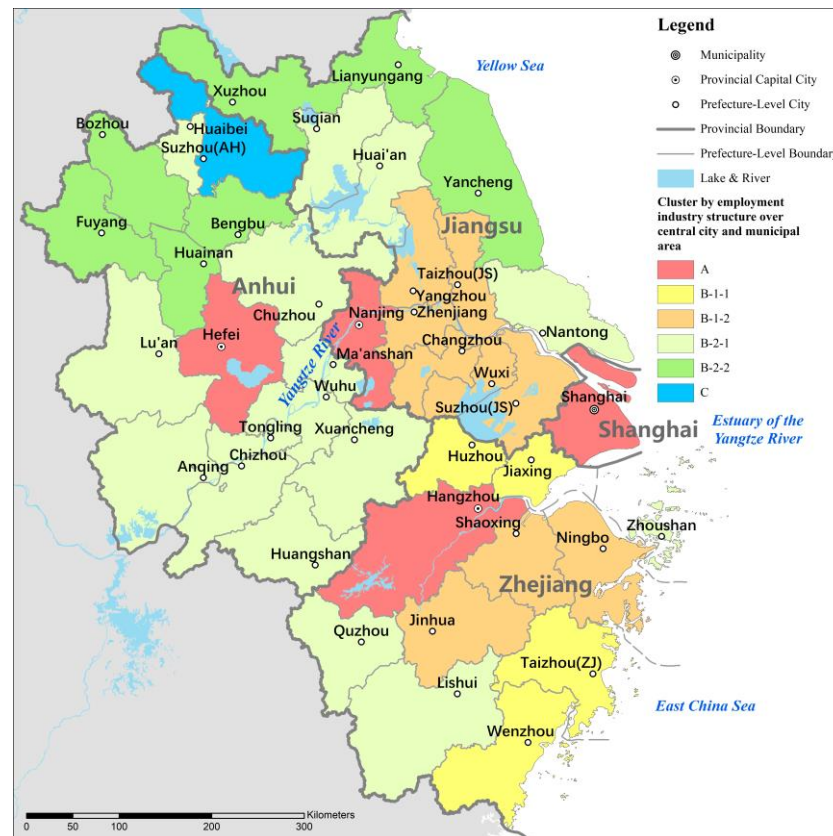 Legend
Municipality
Provincial Capital City
Prefecture-Level City
Provincial Boundary
Prefecture-Level Boundary
Lake & River
Cluster by employment
industry structure over
central city and municipal
area
A
B-1-1
B-1-2
B-2-1
B-2-2
C
Yellow Sea
Lianyungang
Xuzhou
Suqian
Bozhou
Huaibei
Suzhou(AH)
Huai'an
Yancheng
Jiangsu
Fuyang
Bengbu
Huainan
Anhui
Taizhou(JS)
Yangzhou
Zhenjiang
Chuzhou
Nanjing
Nantong
Hefei
Lu'an
Changzhou
Ma'anshan
Yangtze River
Wuxi
Wuhu
Suzhou(JS)
Shanghai
Shanghai
Estuary of the
Yangtze River
Tongling
Xuancheng
Huzhou
Chizhou
Anqing
Jiaxing
Hangzhou
Shaoxing
Ningbo
Zhoushan
Huangshan
Zhejiang
Jinhua
Quzhou
Taizhou(ZJ)
Lishui
East China Sea
Wenzhou
Kilometers
0 50 100 200 300